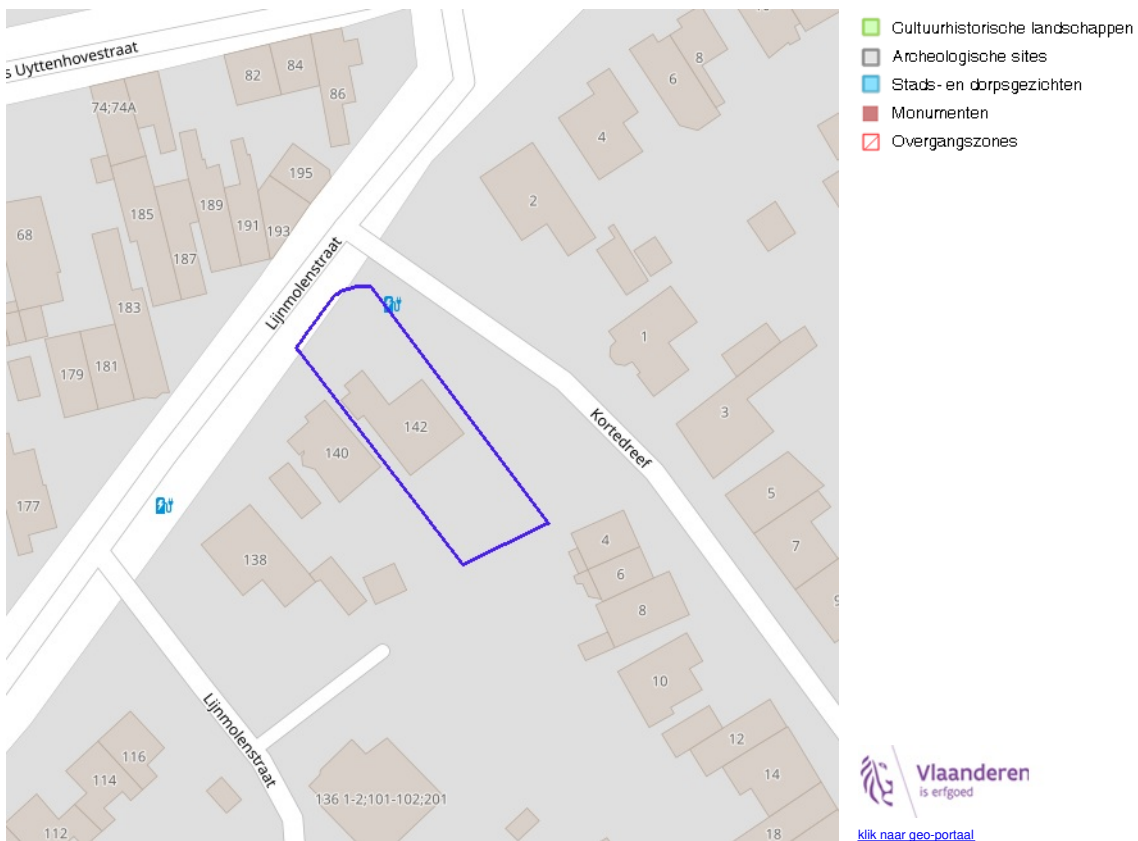 s Uyttenhovestraat
82
84
86
74;74A
195
185
189
191
193
187
68
183
179
181
177
Lijnmolenstraat
8
6
4
2
1
3
Kortedreef
5
7
142
140
138
4
6
8
10
12
14
18
Lijnmolenstraat
116
114
112
136 1-2;101-102;201
Cultuurhistorische landschappen
Archeologische sites
Stads- en dorpsgezichten
Monumenten
Overgangszones
Vlaanderen
is erfgoed
klik naar geo-portaal